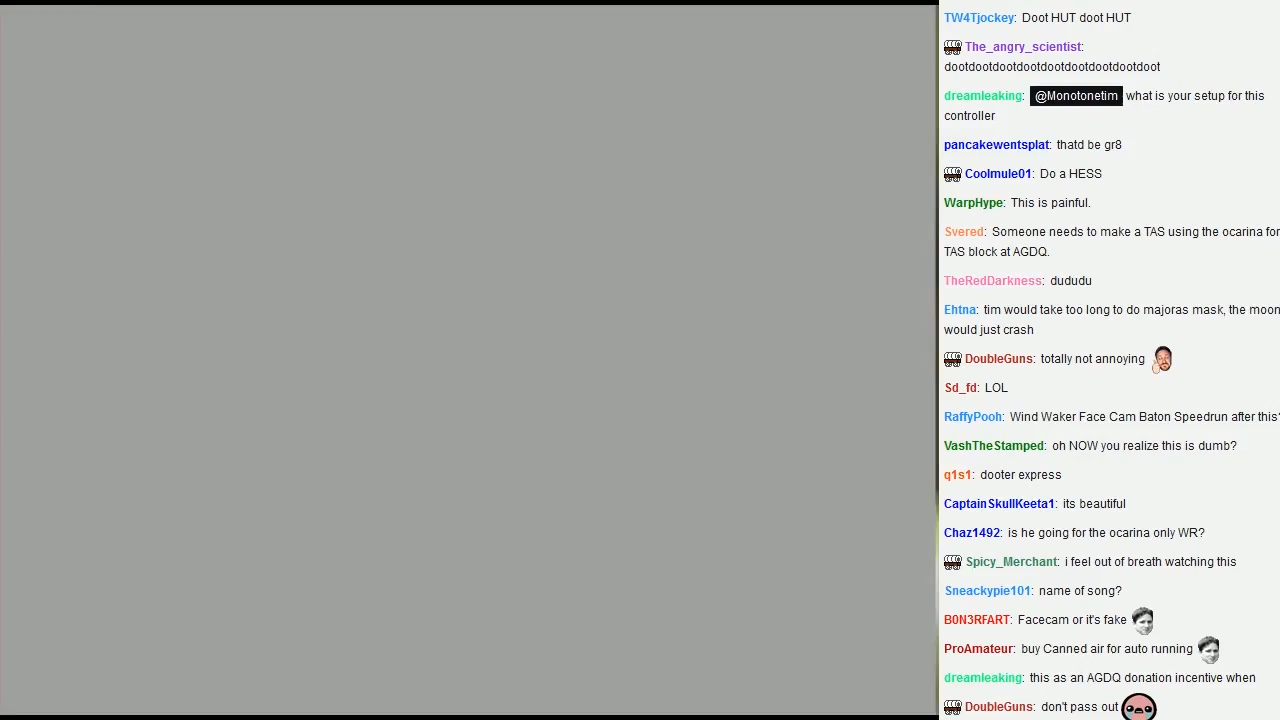 TW4Tjockey: Doot HUT doot HUT
The_angry_scientist:
dootdootdootdootdootdootdootdootdoot
dreamleaking: @Monotonetim what is your setup for this
controller
pancakewentsplat: thatd be gr8
Coolmule01: Do a HESS
WarpHype: This is painful.
Svered: Someone needs to make a TAS using the ocarina for
TAS block at AGDQ.
TheRedDarkness: dududu
Ehtna: tim would take too long to do majoras mask, the moon
would just crash
DoubleGuns: totally not annoying
Sd_fd: LOL
RaffyPooh: Wind Waker Face Cam Baton Speedrun after this?
VashTheStamped: oh NOW you realize this is dumb?
q1s1: dooter express
CaptainSkullKeeta1: its beautiful
Chaz1492: is he going for the ocarina only WR?
Spicy_Merchant: i feel out of breath watching this
Sneackypie101: name of song?
B0N3RFART: Facecam or it's fake
ProAmateur: buy Canned air for auto running
dreamleaking: this as an AGDQ donation incentive when
DoubleGuns: don't pass out